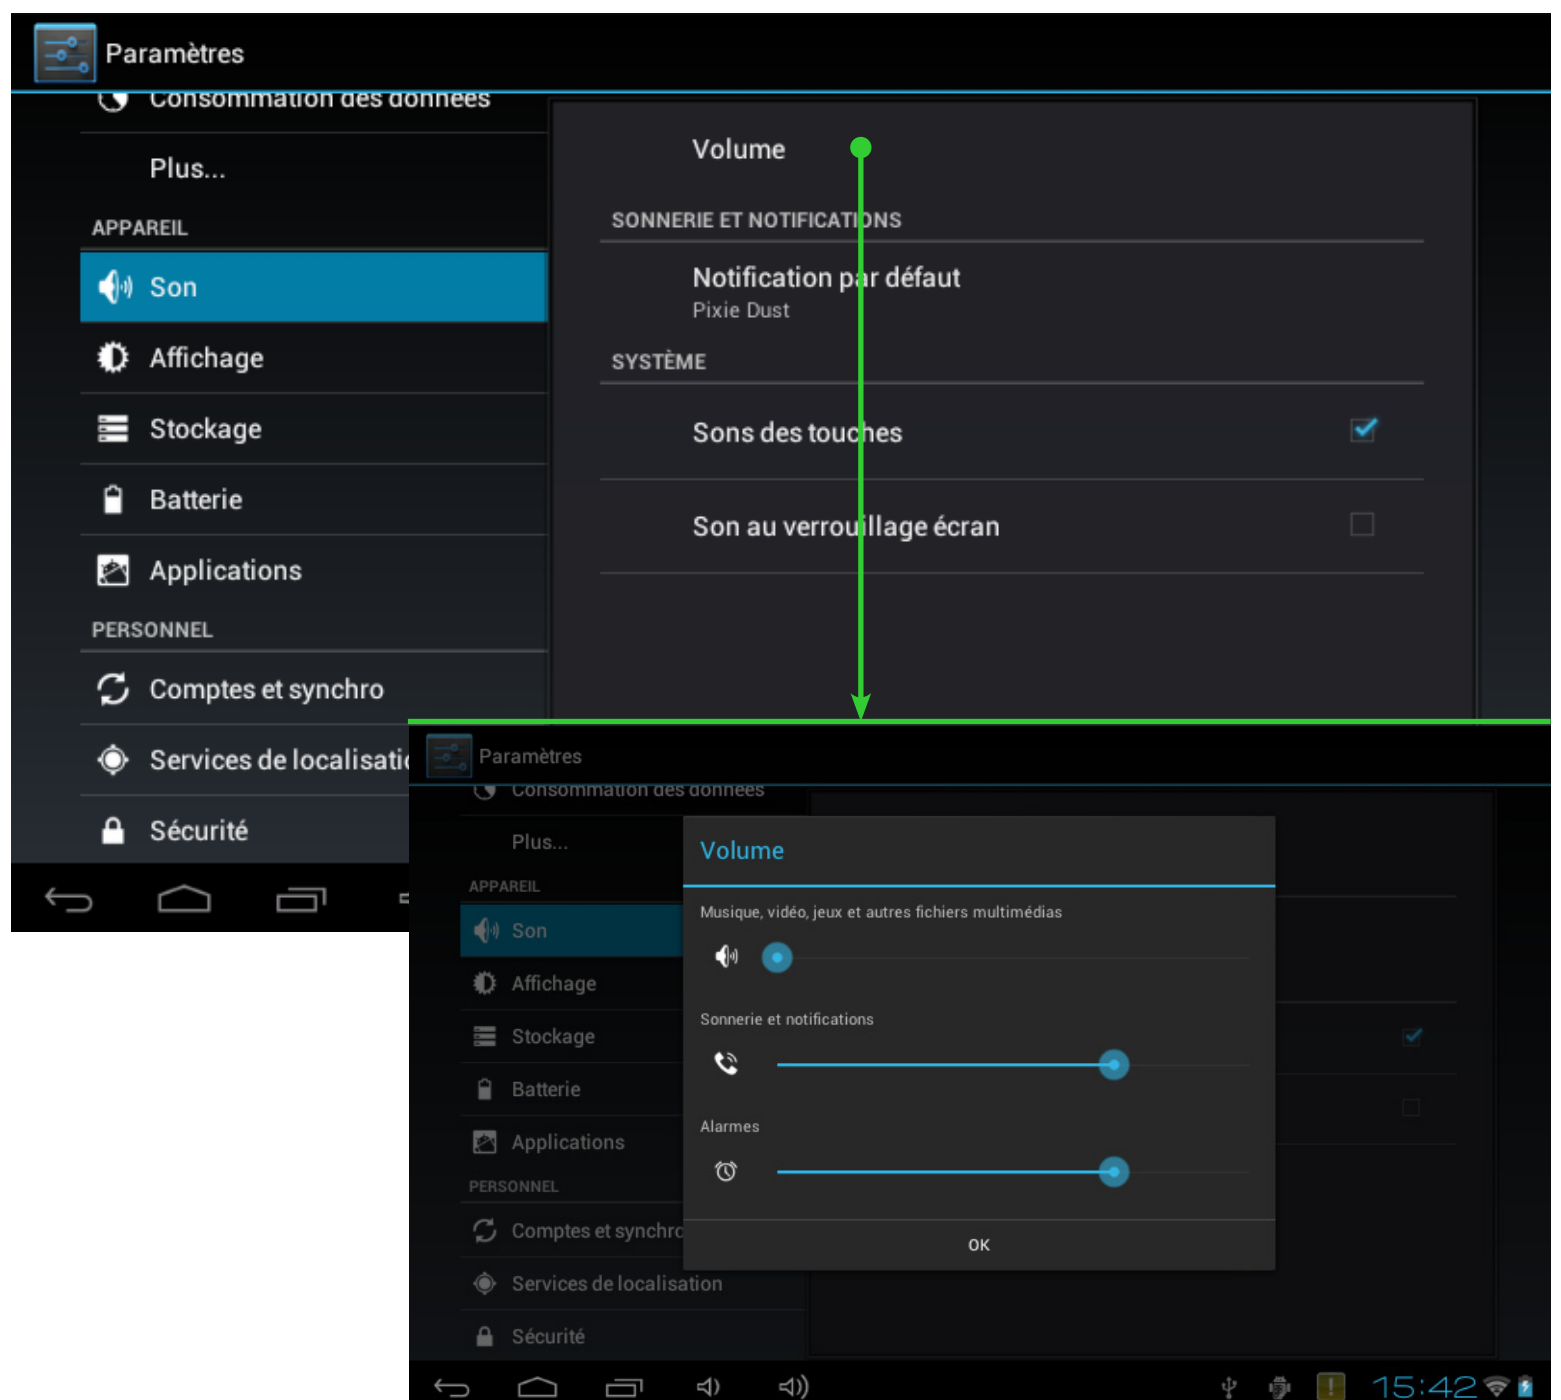 Paramètres
Consommation des données
Plus...
APPAREIL
Son
Affichage
Stockage
Batterie
Applications
PERSONNEL
Comptes et synchro
Services de localisatio
Sécurité
Volume
SONNERIE ET NOTIFICATIONS
Notification par défaut
Pixie Dust
SYSTÈME
Sons des touches
Son au verrouillage écran
Paramètres
Consommation des données
Plus...
APPAREIL
Son
Affichage
Stockage
Batterie
Applications
PERSONNEL
Comptes et synchro
Services de localisation
Sécurité
Volume
Musique, vidéo, jeux et autres fichiers multimédias
Sonnerie et notifications
Alarmes
OK
15:42